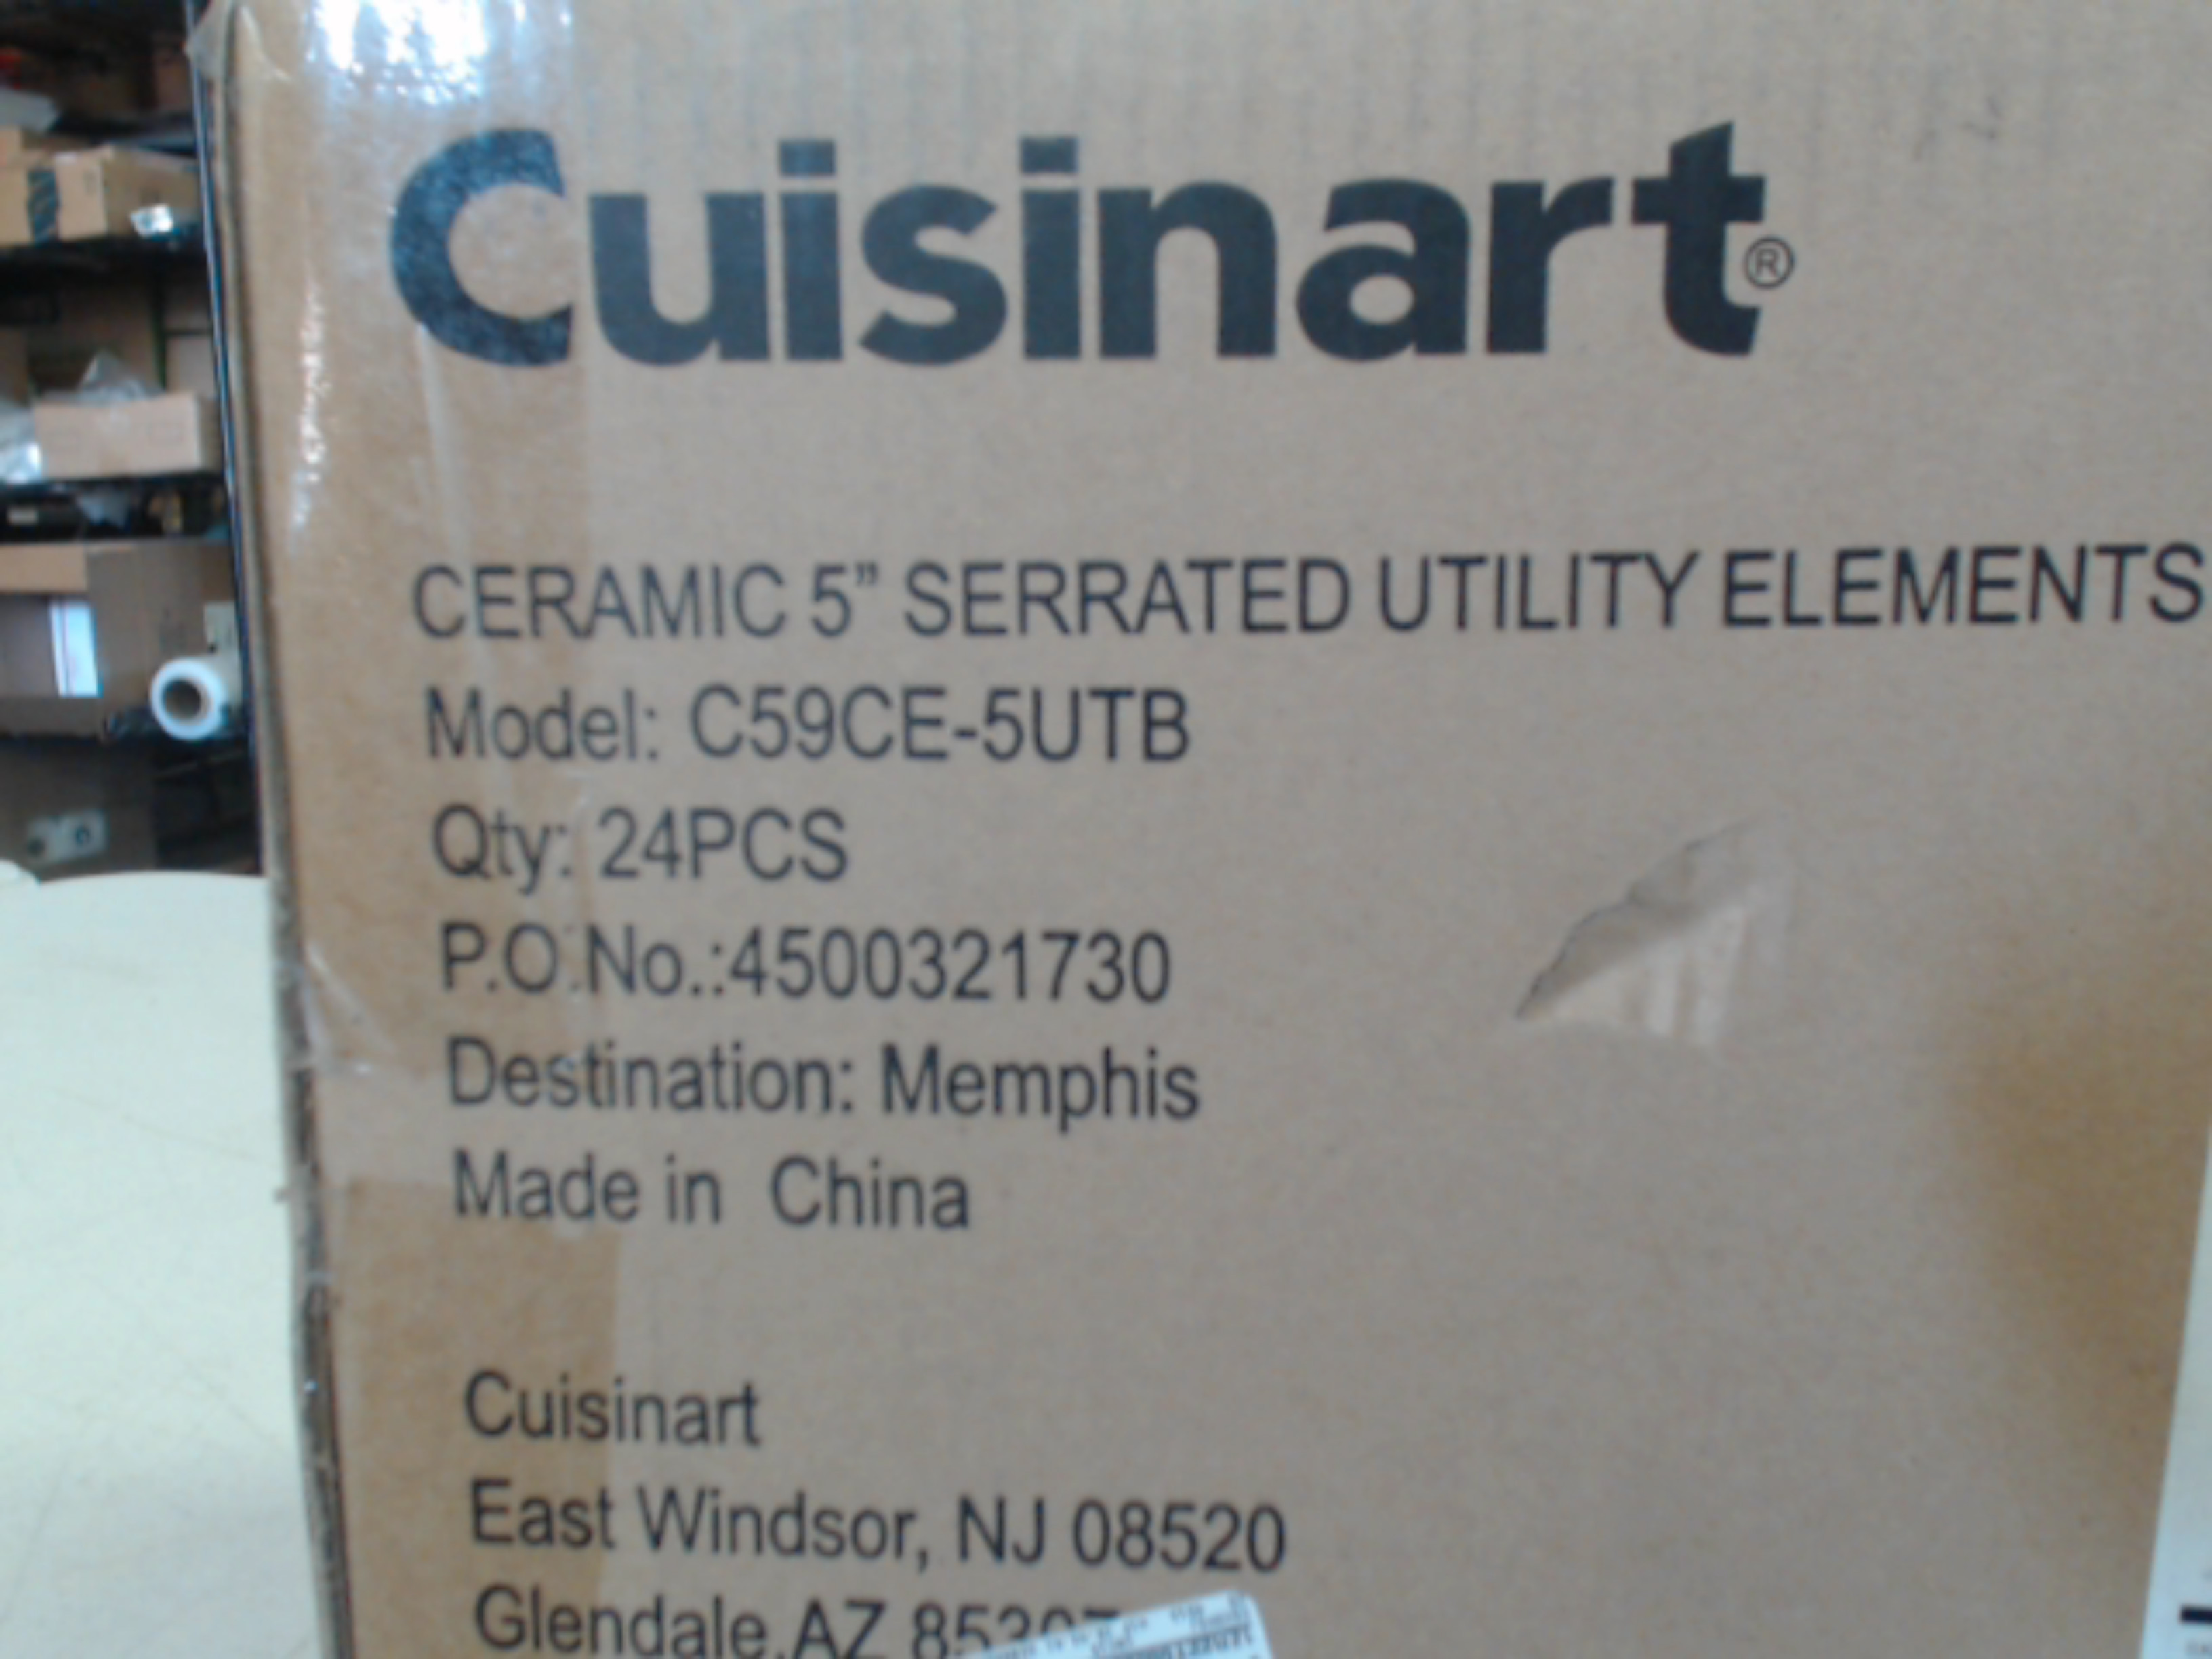 Cuisinart®
CERAMIC 5” SERRATED UTILITY ELEMENTS
Model: C59CE-5UTB
Qty: 24PCS
P.O.No.:4500321730
Destination: Memphis
Made in China
Cuisinart
East Windsor, NJ 08520
Glendale,AZ 85307